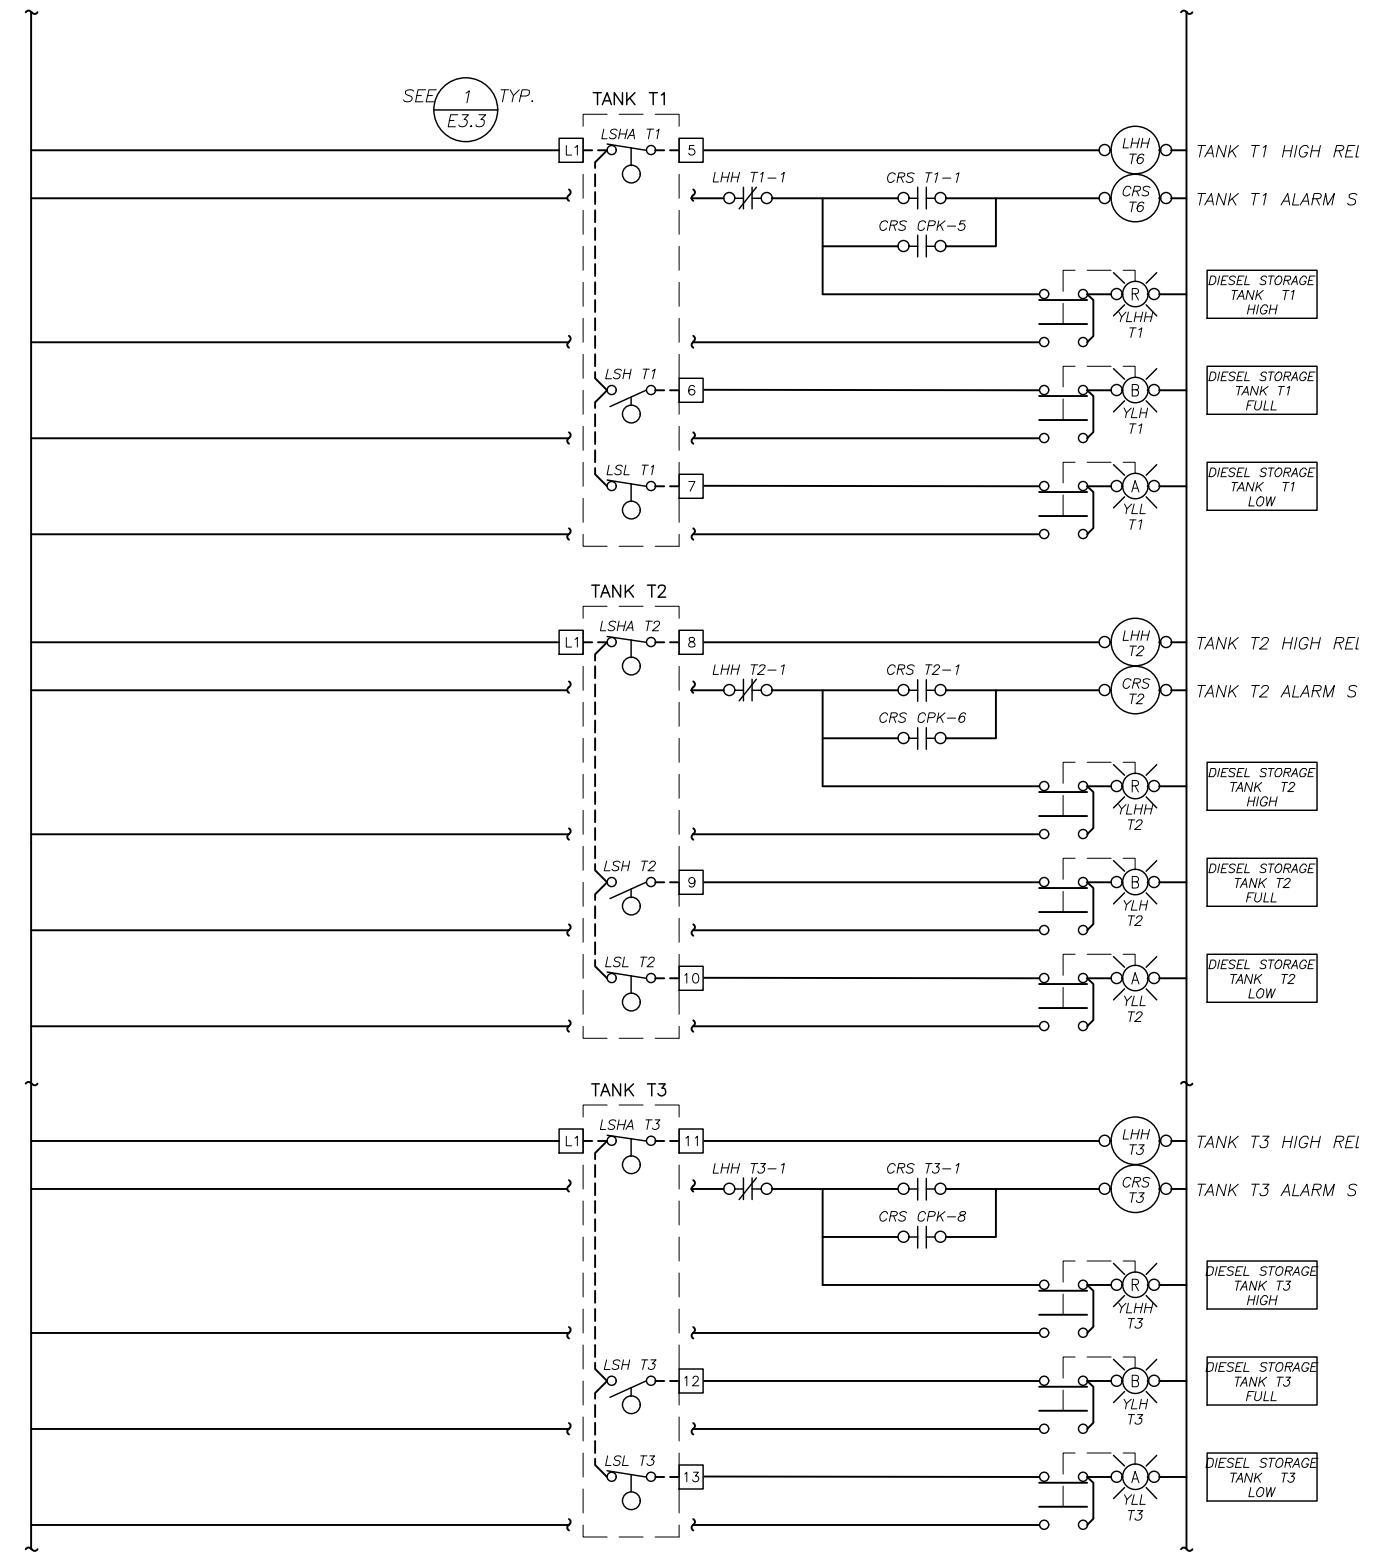 SEE 1 TYP.
E3.3
TANK T1
LSHA T1
L1
5
LHH
T6
TANK T1 HIGH REL
LHH T1-1
CRS T1-1
CRS
T6
TANK T1 ALARM S
CRS CPK-5
R
YLHH
T1
DIESEL STORAGE
TANK T1
HIGH
LSH T1
6
B
YLH
T1
DIESEL STORAGE
TANK T1
FULL
LSL T1
7
A
YLL
T1
DIESEL STORAGE
TANK T1
LOW
TANK T2
LSHA T2
L1
8
LHH
T2
TANK T2 HIGH REL
LHH T2-1
CRS T2-1
CRS
T2
TANK T2 ALARM S
CRS CPK-6
R
YLHH
T2
DIESEL STORAGE
TANK T2
HIGH
LSH T2
9
B
YLH
T2
DIESEL STORAGE
TANK T2
FULL
LSL T2
10
A
YLL
T2
DIESEL STORAGE
TANK T2
LOW
TANK T3
LSHA T3
L1
11
LHH
T3
TANK T3 HIGH REL
LHH T3-1
CRS T3-1
CRS
T3
TANK T3 ALARM S
CRS CPK-8
R
YLHH
T3
DIESEL STORAGE
TANK T3
HIGH
LSH T3
12
B
YLH
T3
DIESEL STORAGE
TANK T3
FULL
LSL T3
13
A
YLL
T3
DIESEL STORAGE
TANK T3
LOW